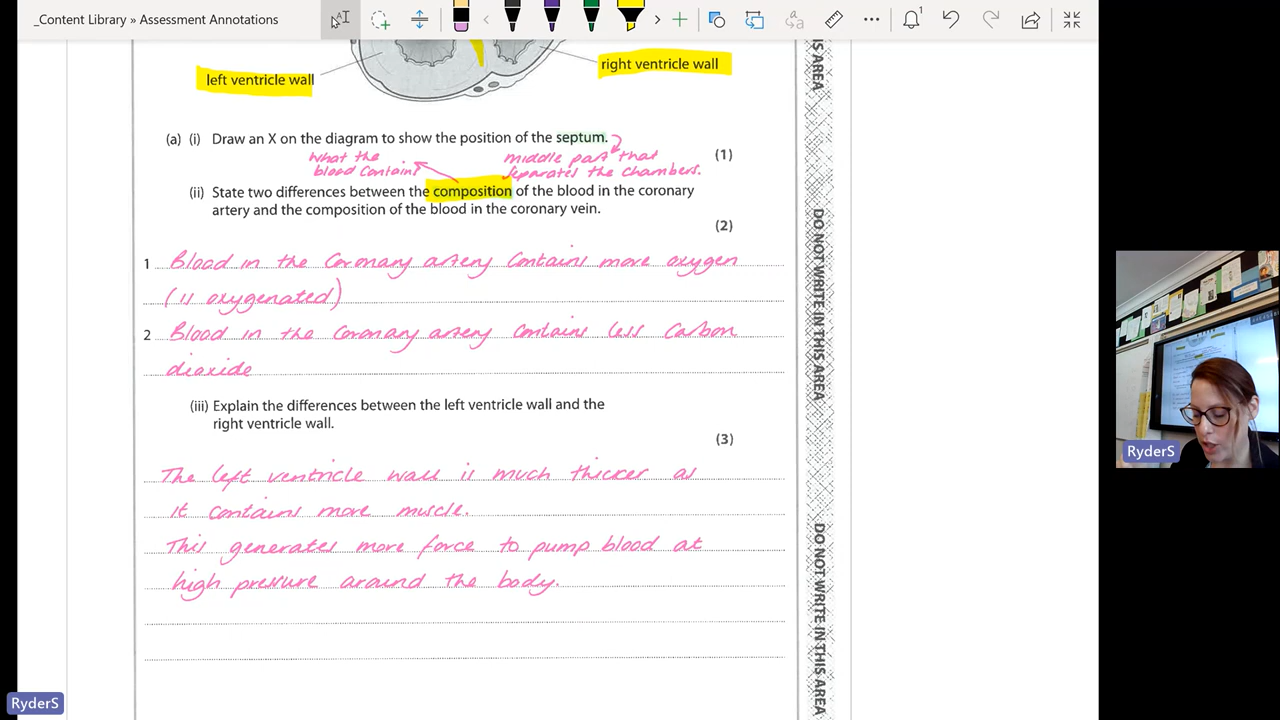 _Content Library » Assessment Annotations
1
left ventricle wall
right ventricle wall
IS AREA
(a) (i) Draw an X on the diagram to show the position of the septum.
(1)
What the
blood contains
middle part that
separates the chambers.
(ii) State two differences between the composition of the blood in the coronary
artery and the composition of the blood in the coronary vein.
(2)
1 Blood in the coronary artery contains more oxygen
(is oxygenated)
2 Blood in the coronary artery contains less carbon
dioxide
(iii) Explain the differences between the left ventricle wall and the
right ventricle wall.
(3)
The left ventricle wall is much thicker as
it contains more muscle.
This generates more force to pump blood at
high pressure around the body.
DO NOT WRITE IN THIS AREA
DO NOT WRITE IN THIS AREA
RyderS
RyderS